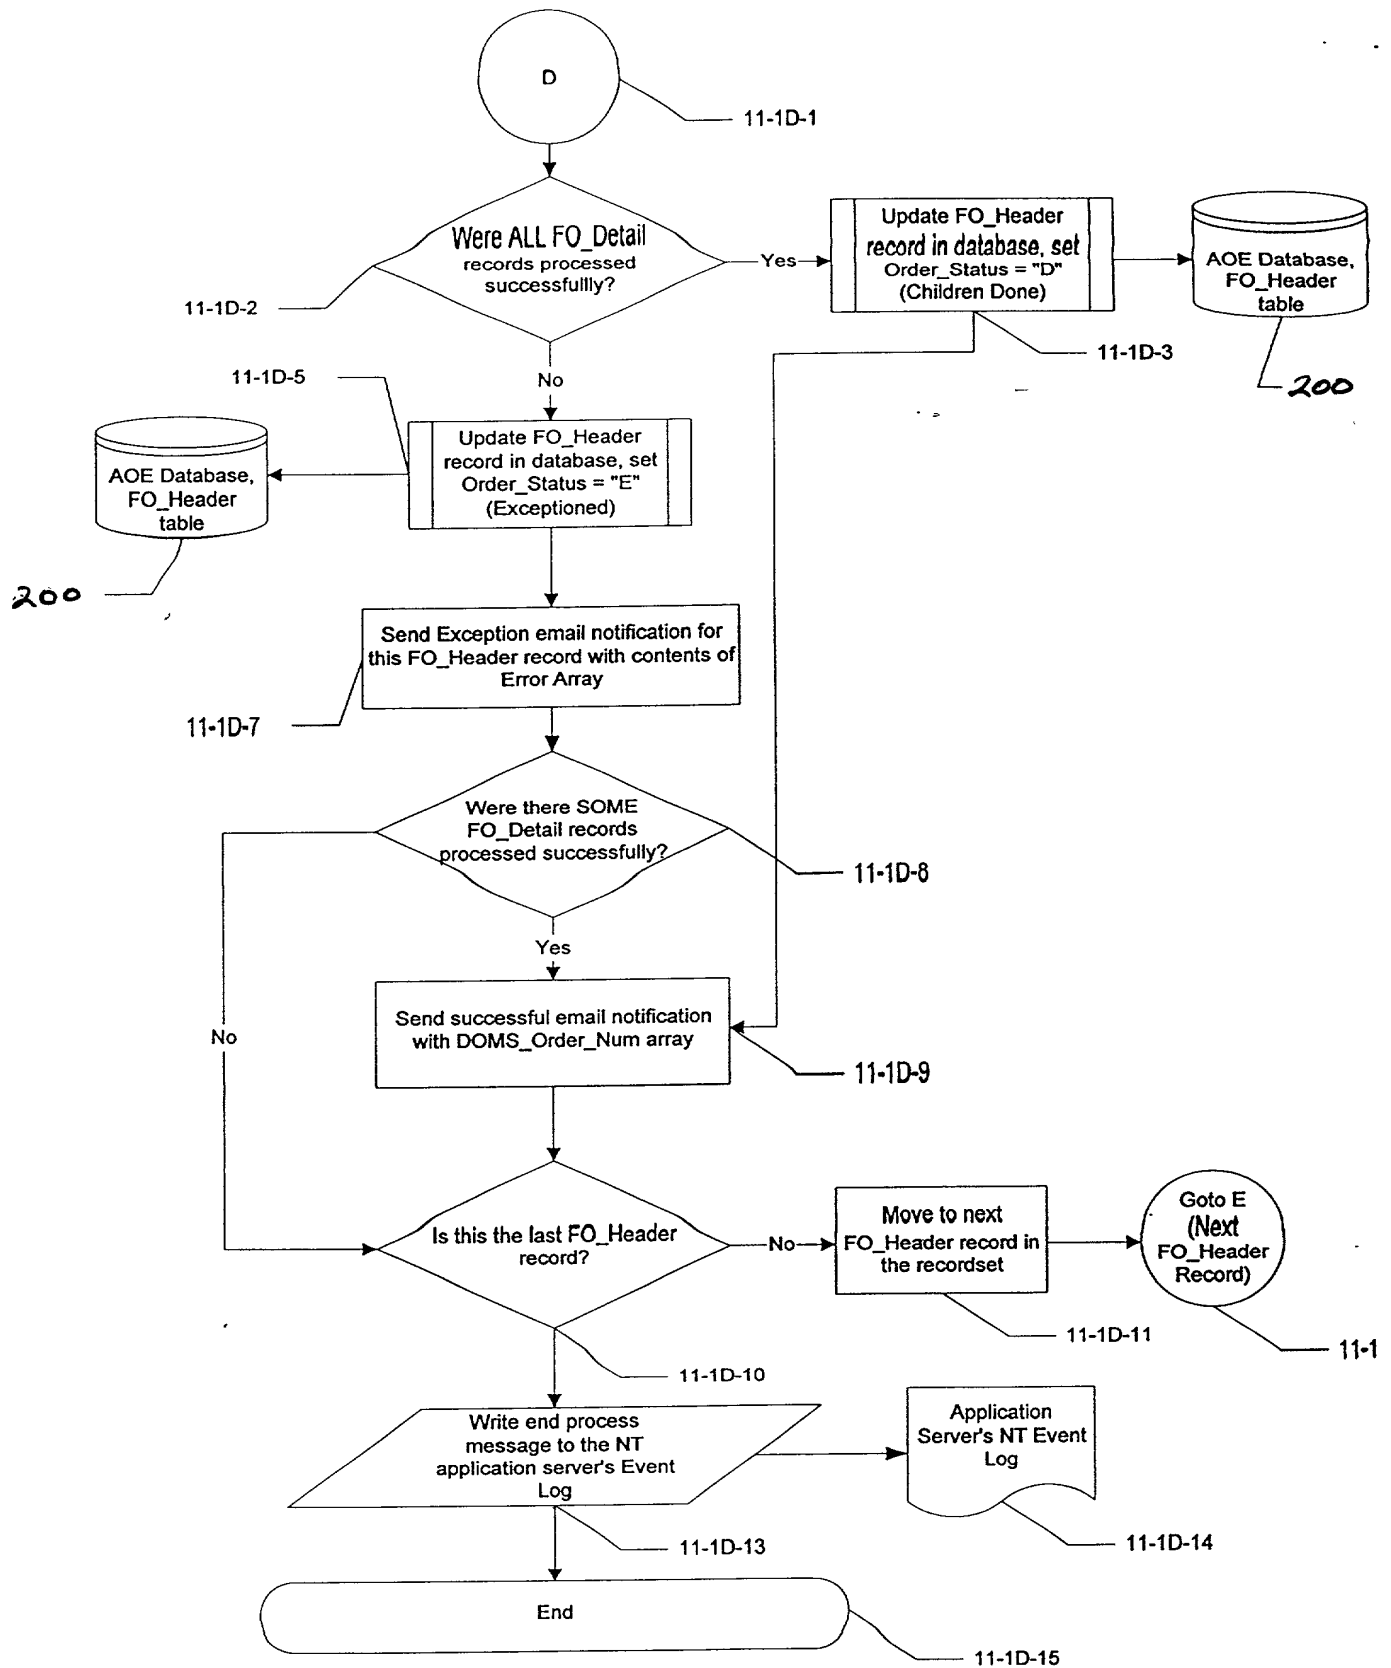 D
11-1D-1
Were ALL FO_Detail
records processed
successfully?
11-1D-2
Yes
Update FO_Header
record in database, set
Order_Status = "D"
(Children Done)
11-1D-3
AOE Database,
FO_Header
table
200
No
11-1D-5
Update FO_Header
record in database, set
Order_Status = "E"
(Exceptioned)
AOE Database,
FO_Header
table
200
Send Exception email notification for
this FO_Header record with contents of
Error Array
11-1D-7
Were there SOME
FO_Detail records
processed successfully?
11-1D-8
Yes
No
Send successful email notification
with DOMS_Order_Num array
11-1D-9
Is this the last FO_Header
record?
11-1D-10
No
Move to next
FO_Header record in
the recordset
11-1D-11
Goto E
(Next
FO_Header
Record)
11-1
Write end process
message to the NT
application server's Event
Log
11-1D-13
Application
Server's NT Event
Log
11-1D-14
End
11-1D-15